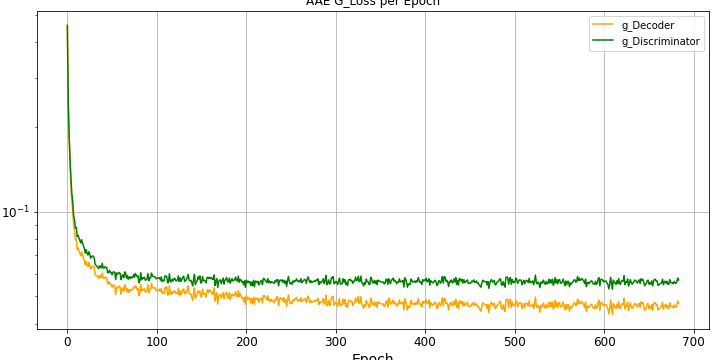 AAE G_Loss per Epoch
g_Decoder
g_Discriminator
10⁻¹
0 100 200 300 400 500 600 700
Epoch